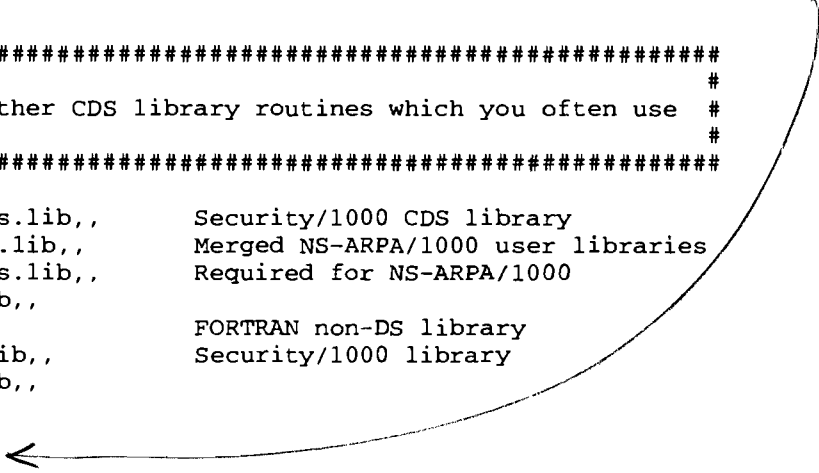 ##################################################
#
ther CDS library routines which you often use #
#
##################################################
s.lib,, Security/1000 CDS library
.lib,, Merged NS-ARPA/1000 user libraries
s.lib,, Required for NS-ARPA/1000
b,,
FORTRAN non-DS library
ib,, Security/1000 library
b,,